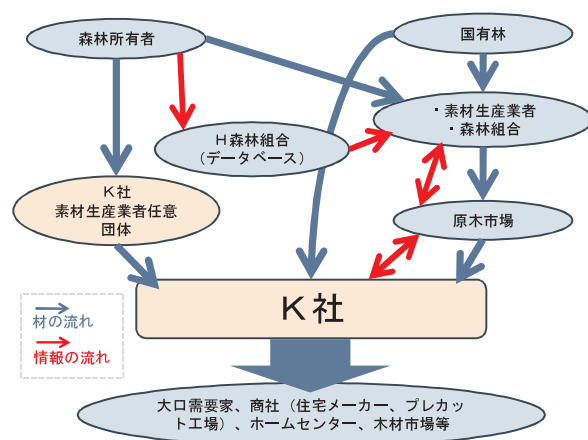 森林所有者
国有林
・素材生産業者
・森林組合
H森林組合
（データベース）
K社
素材生産業者任意
団体
原木市場
K社
材の流れ
情報の流れ
大口需要家、商社（住宅メーカー、プレカッ
ト工場）、ホームセンター、木材市場等